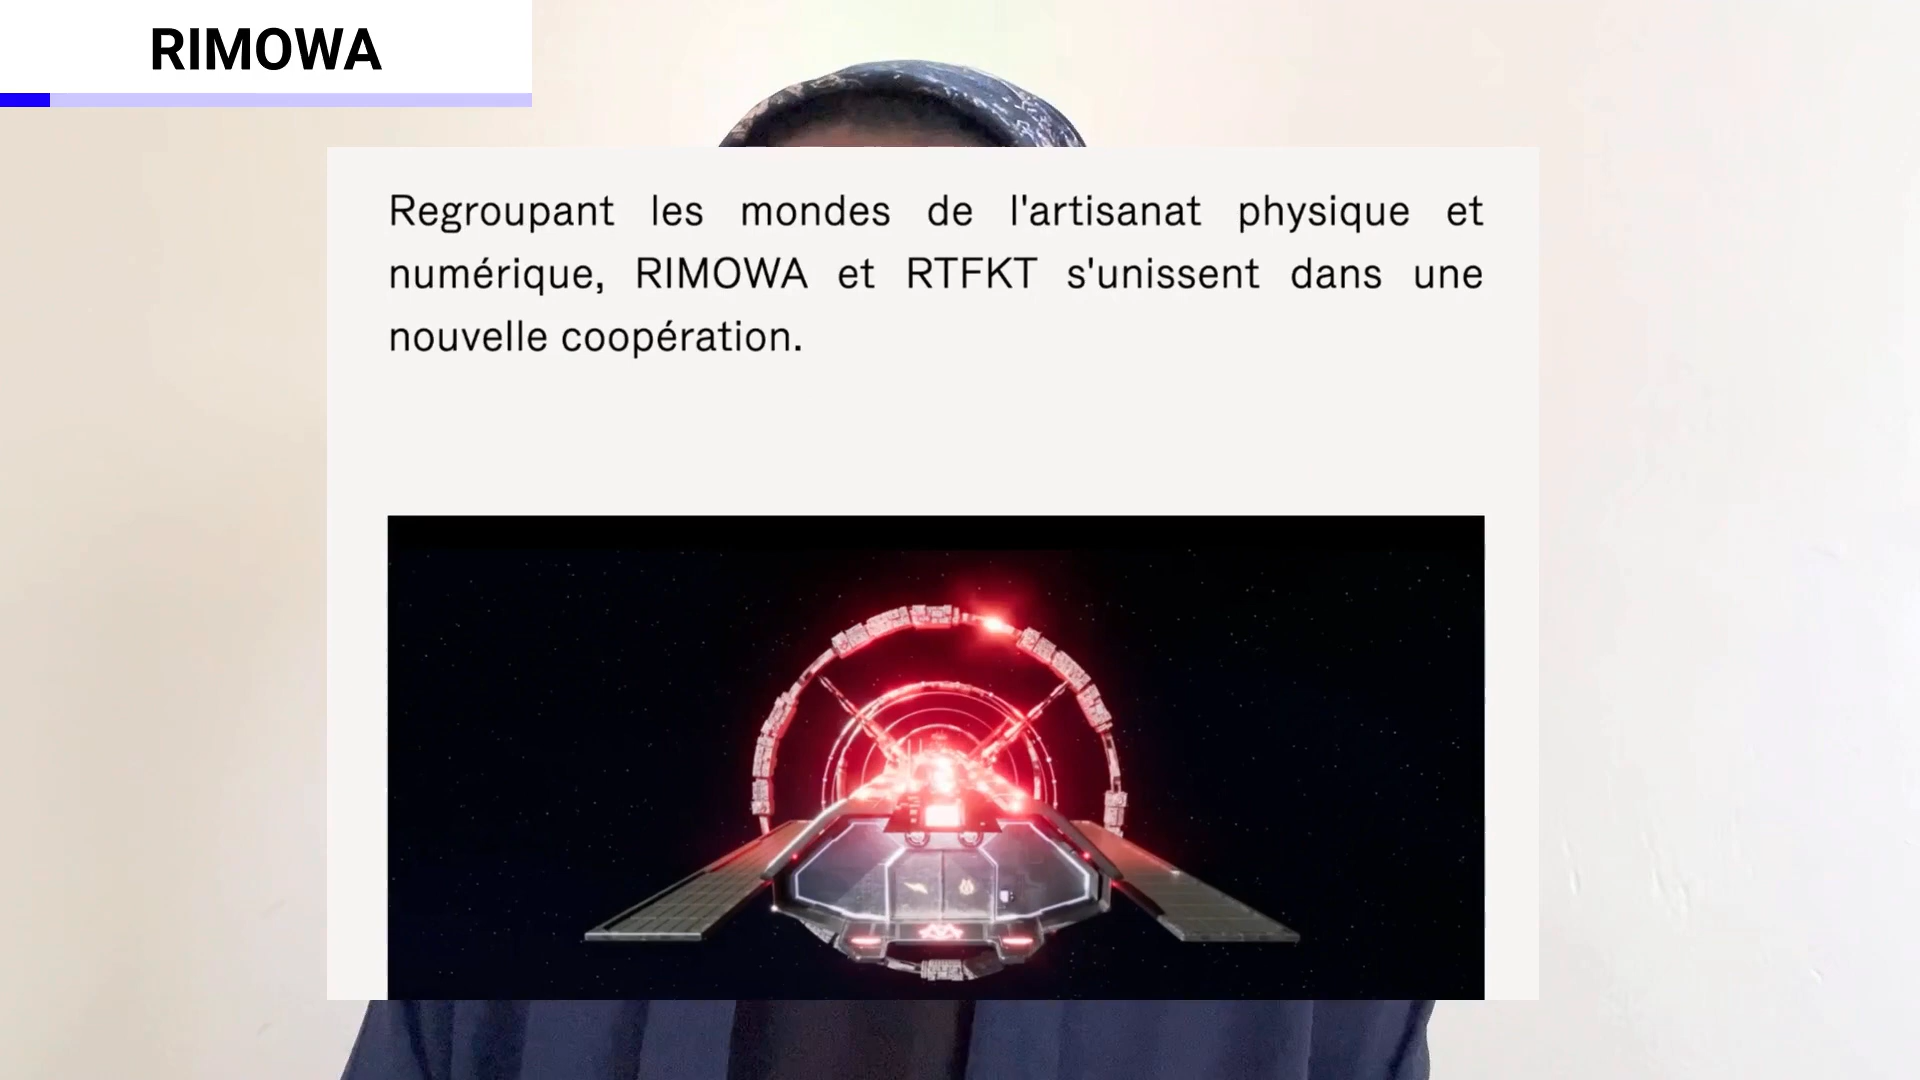 RIMOWA
Regroupant les mondes de l'artisanat physique et
numérique, RIMOWA et RTFKT s'unissent dans une
nouvelle coopération.